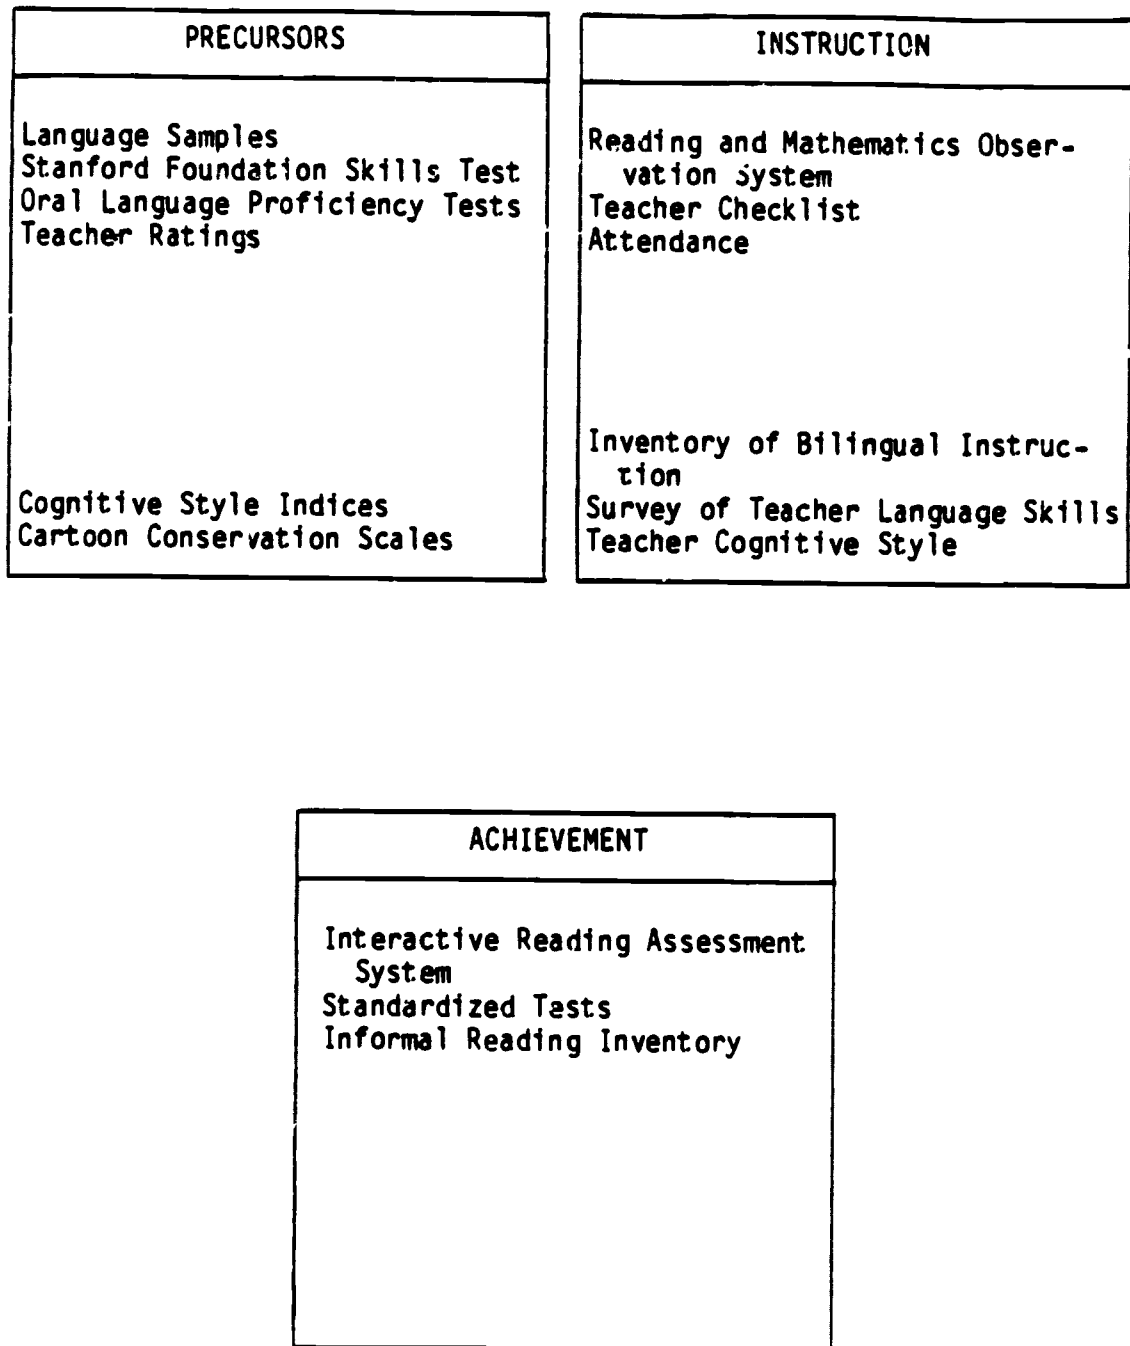 PRECURSORS
Language Samples
Stanford Foundation Skills Test
Oral Language Proficiency Tests
Teacher Ratings
Cognitive Style Indices
Cartoon Conservation Scales
INSTRUCTION
Reading and Mathematics Obser-
vation System
Teacher Checklist
Attendance
Inventory of Bilingual Instruc-
tion
Survey of Teacher Language Skills
Teacher Cognitive Style
ACHIEVEMENT
Interactive Reading Assessment
System
Standardized Tests
Informal Reading Inventory